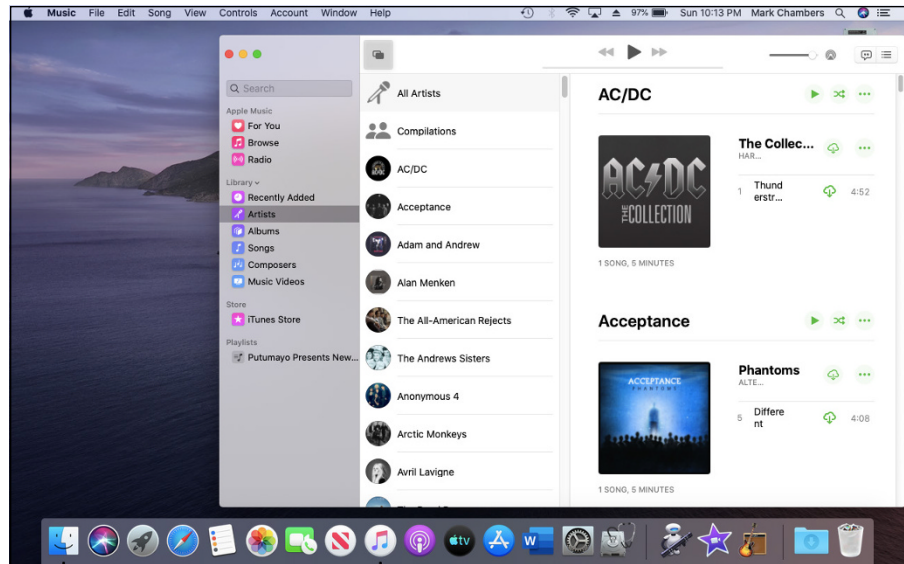 Music File Edit Song View Controls Account Window Help 97% Sun 10:13 PM Mark Chambers
Search
Apple Music
For You
Browse
Radio
Library
Recently Added
Artists
Albums
Songs
Composers
Music Videos
Store
iTunes Store
Playlists
Putumayo Presents New...
All Artists
Compilations
AC/DC
Acceptance
Adam and Andrew
Alan Menken
The All-American Rejects
The Andrews Sisters
Anonymous 4
Arctic Monkeys
Avril Lavigne
AC/DC
AC/DC
THE COLLECTION
The Collec...
HAR...
1 Thund 4:52
erstr...
1 SONG, 5 MINUTES
Acceptance
ACCEPTANCE
PHANTOMS
Phantoms
ALTE...
5 Differe 4:08
nt
1 SONG, 5 MINUTES
tv
W